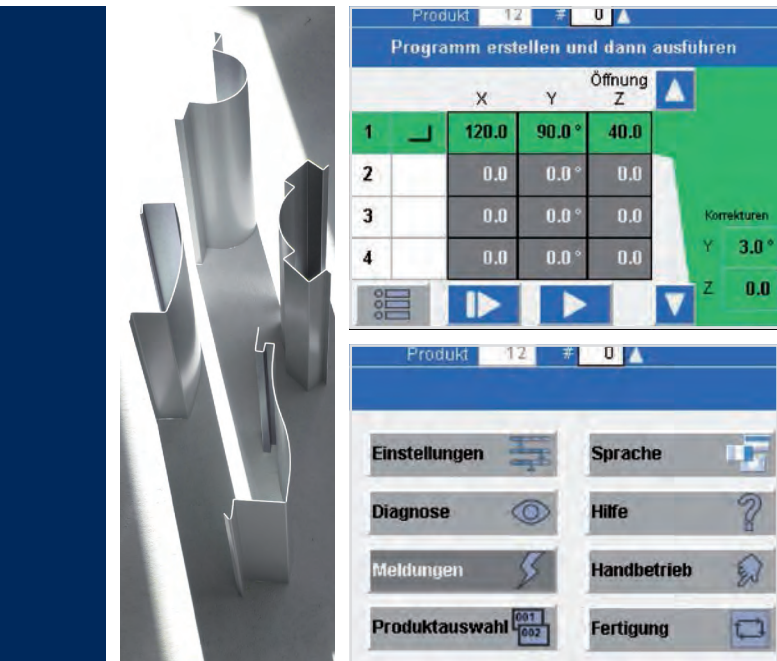 Produkt 12 # 0
Programm erstellen und dann ausführen
Öffnung
X Y Z
1 120.0 90.0 ° 40.0
2 0.0 0.0 ° 0.0
3 0.0 0.0 ° 0.0
4 0.0 0.0 ° 0.0
Korrekturen
Y 3.0 °
Z 0.0
Produkt 12 # 0
Einstellungen Sprache
Diagnose Hilfe ?
Meldungen Handbetrieb
Produktauswahl 001 002 Fertigung